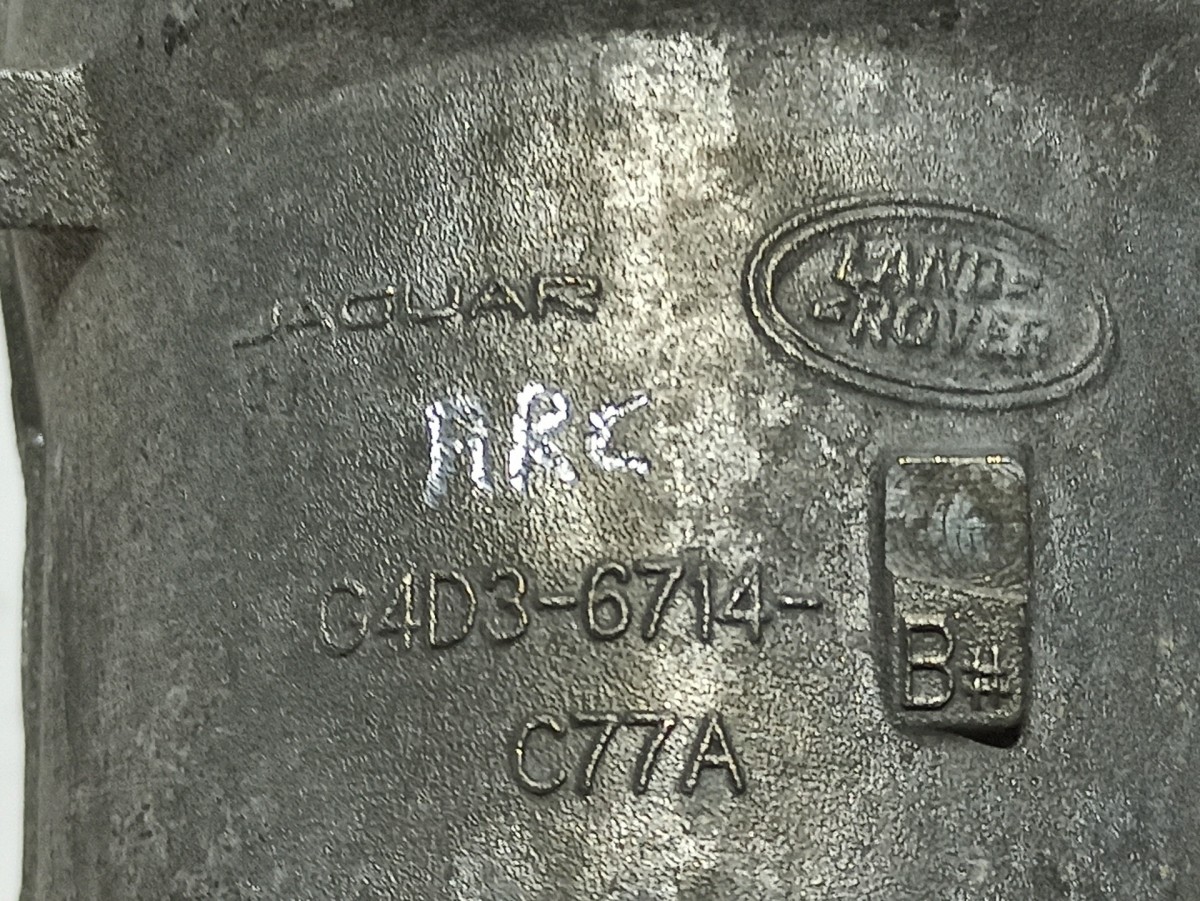 JAGUAR
LAND-
ROVER
ARC
G4D3-6714-
B#
C77A